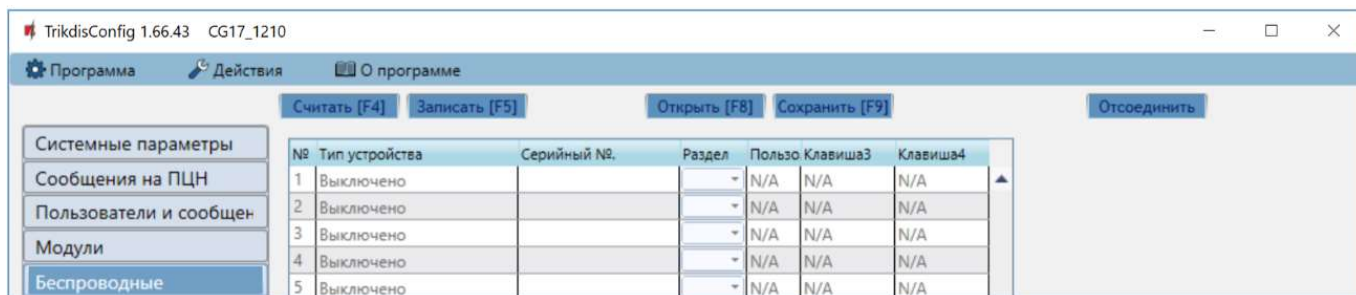 TrikdisConfig 1.66.43 CG17_1210
Программа Действия О программе
Считать [F4] Записать [F5] Открыть [F8] Сохранить [F9] Отсоединить
Системные параметры
Сообщения на ПЦН
Пользователи и сообщен
Модули
Беспроводные
№ Тип устройства Серийный №. Раздел Пользо Клавиша3 Клавиша4
1 Выключено N/A N/A N/A
2 Выключено N/A N/A N/A
3 Выключено N/A N/A N/A
4 Выключено N/A N/A N/A
5 Выключено N/A N/A N/A